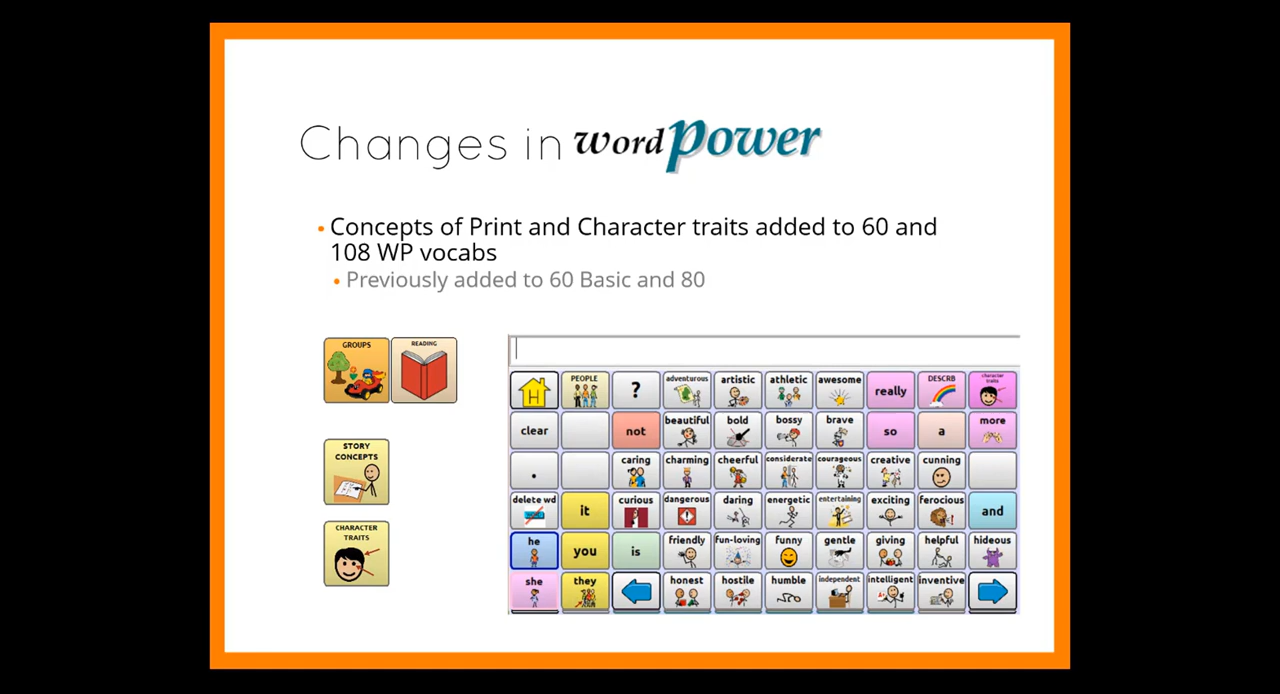 Changes in wordpower
• Concepts of Print and Character traits added to 60 and
108 WP vocabs
• Previously added to 60 Basic and 80
GROUPS READING
STORY
CONCEPTS
CHARACTER
TRAITS
H PEOPLE ? adventurous artistic athletic awesome really DESCRB character traits
clear not beautiful bold bossy brave so a more
. caring charming cheerful considerate courageous creative cunning
delete wd it curious dangerous daring energetic entertaining exciting ferocious and
he you is friendly fun-loving funny gentle giving helpful hideous
she they honest hostile humble independent intelligent inventive